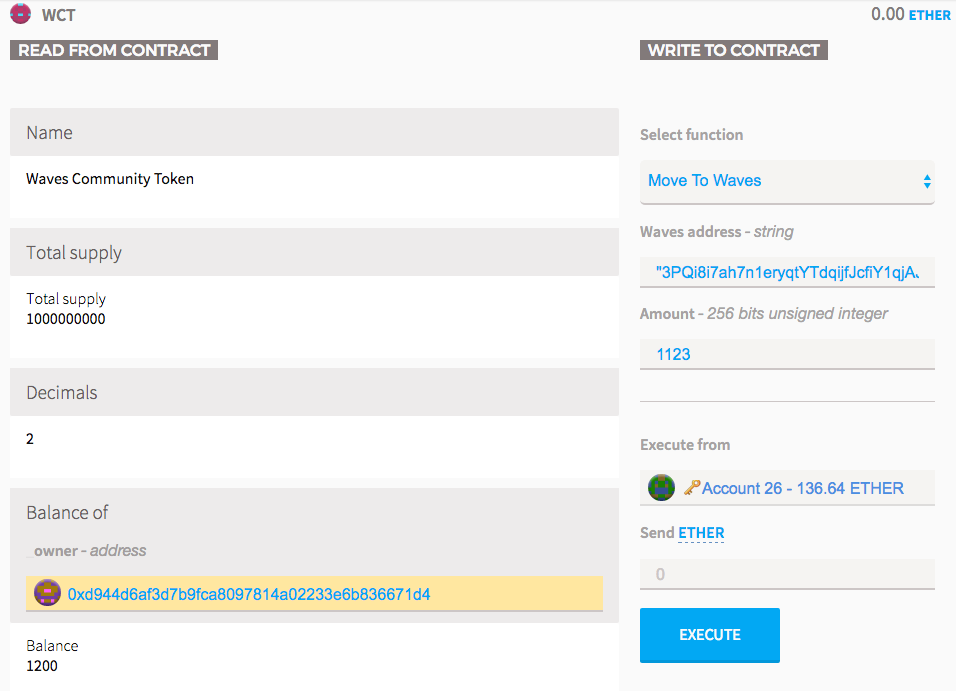 WCT
0.00 ETHER
READ FROM CONTRACT
Name
Waves Community Token
Total supply
Total supply
1000000000
Decimals
2
Balance of
_owner - address
0xd944d6af3d7b9fca8097814a02233e6b836671d4
Balance
1200
WRITE TO CONTRACT
Select function
Move To Waves
Waves address - string
"3PQi8i7ah7n1eryqtYTdqijfJcfiY1qjA
Amount - 256 bits unsigned integer
1123
Execute from
Account 26 - 136.64 ETHER
Send ETHER
0
EXECUTE